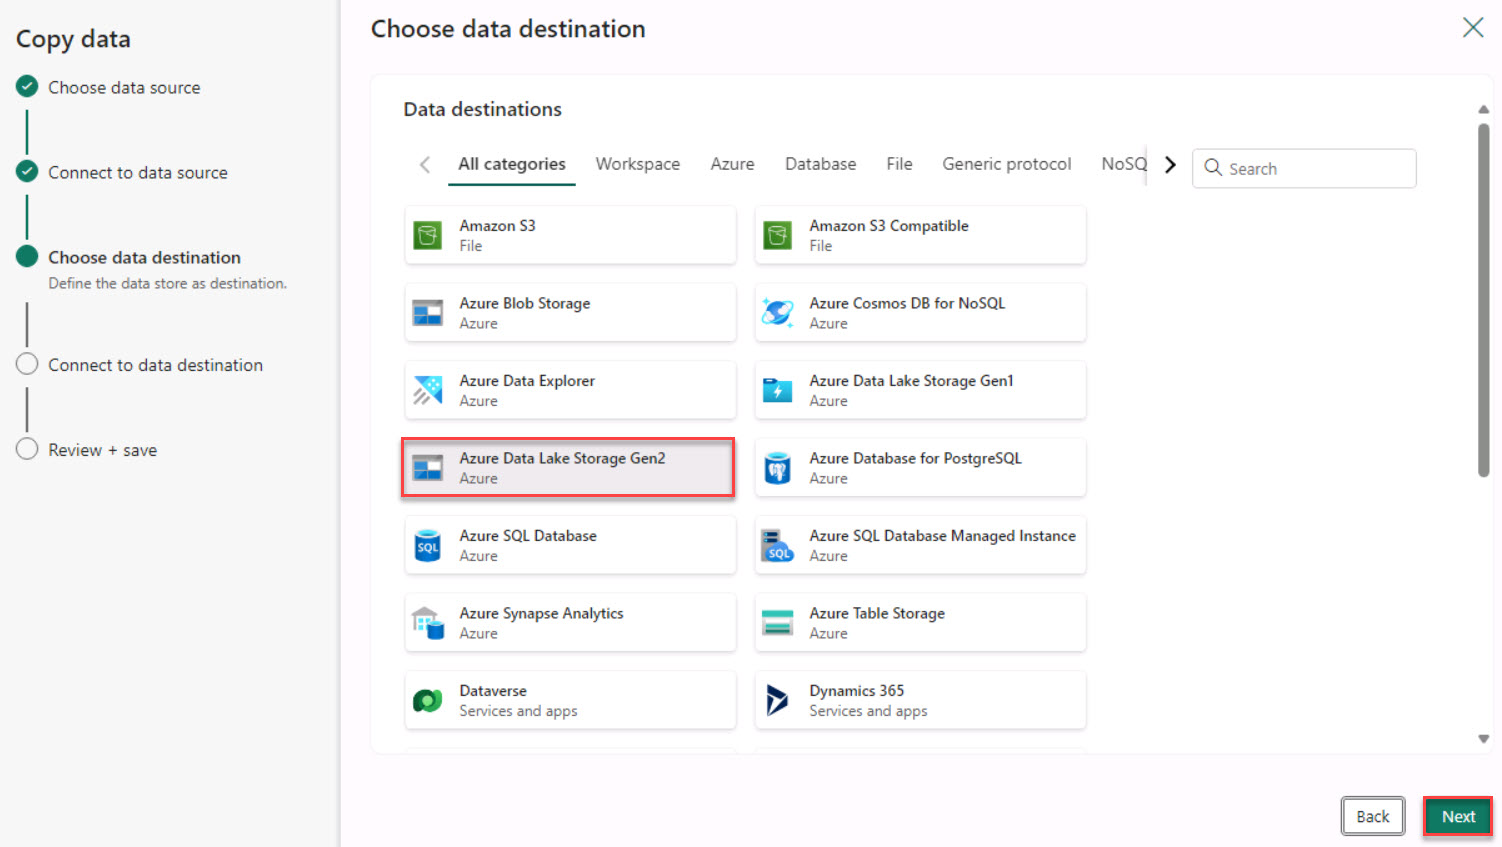 Copy data
Choose data source
Connect to data source
Choose data destination
Define the data store as destination.
Connect to data destination
Review + save
Choose data destination
Data destinations
All categories Workspace Azure Database File Generic protocol NoSQ
Search
Amazon S3
File
Amazon S3 Compatible
File
Azure Blob Storage
Azure
Azure Cosmos DB for NoSQL
Azure
Azure Data Explorer
Azure
Azure Data Lake Storage Gen1
Azure
Azure Data Lake Storage Gen2
Azure
Azure Database for PostgreSQL
Azure
SQL
Azure SQL Database
Azure
SQL
Azure SQL Database Managed Instance
Azure
Azure Synapse Analytics
Azure
Azure Table Storage
Azure
Dataverse
Services and apps
Dynamics 365
Services and apps
Back
Next